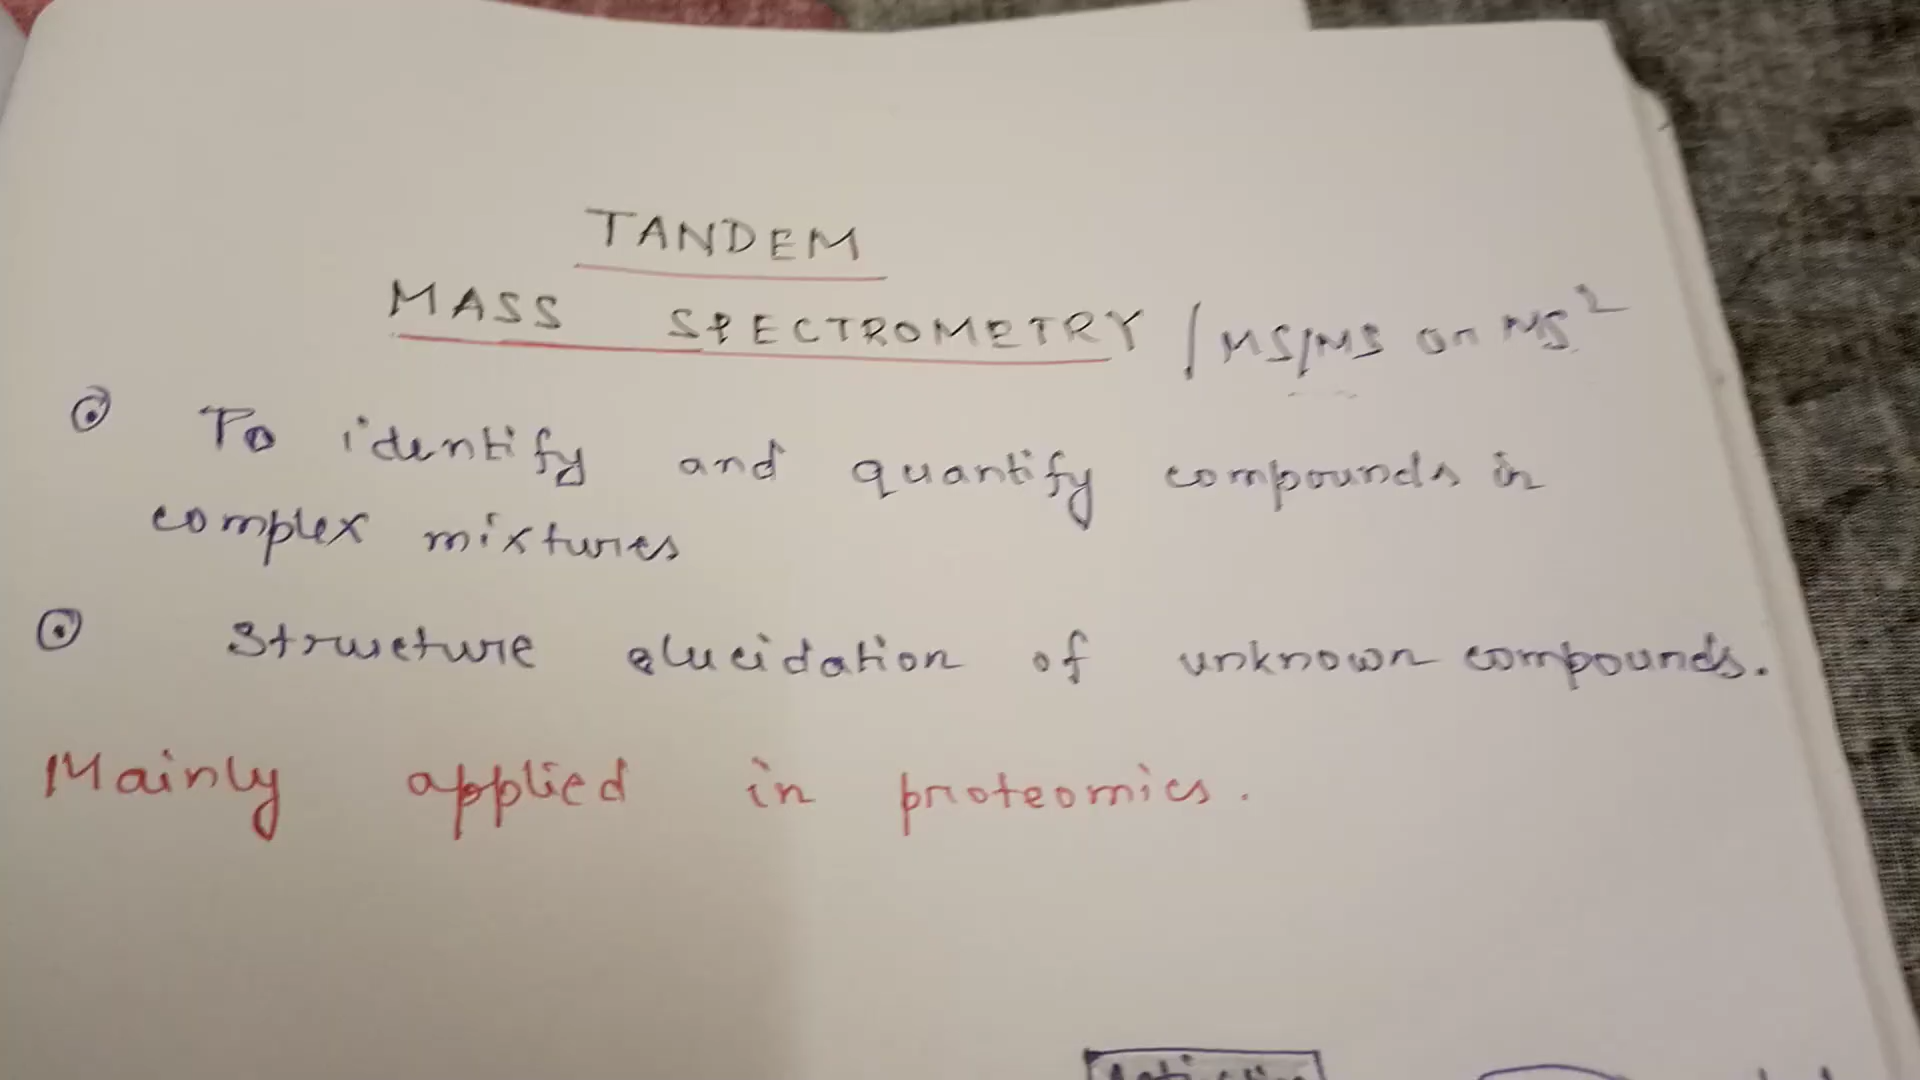 TANDEM
MASS SPECTROMETRY / MS/MS or MS²
To identify and quantify compounds in
complex mixtures
Structure elucidation of unknown compounds.
Mainly applied in proteomics.